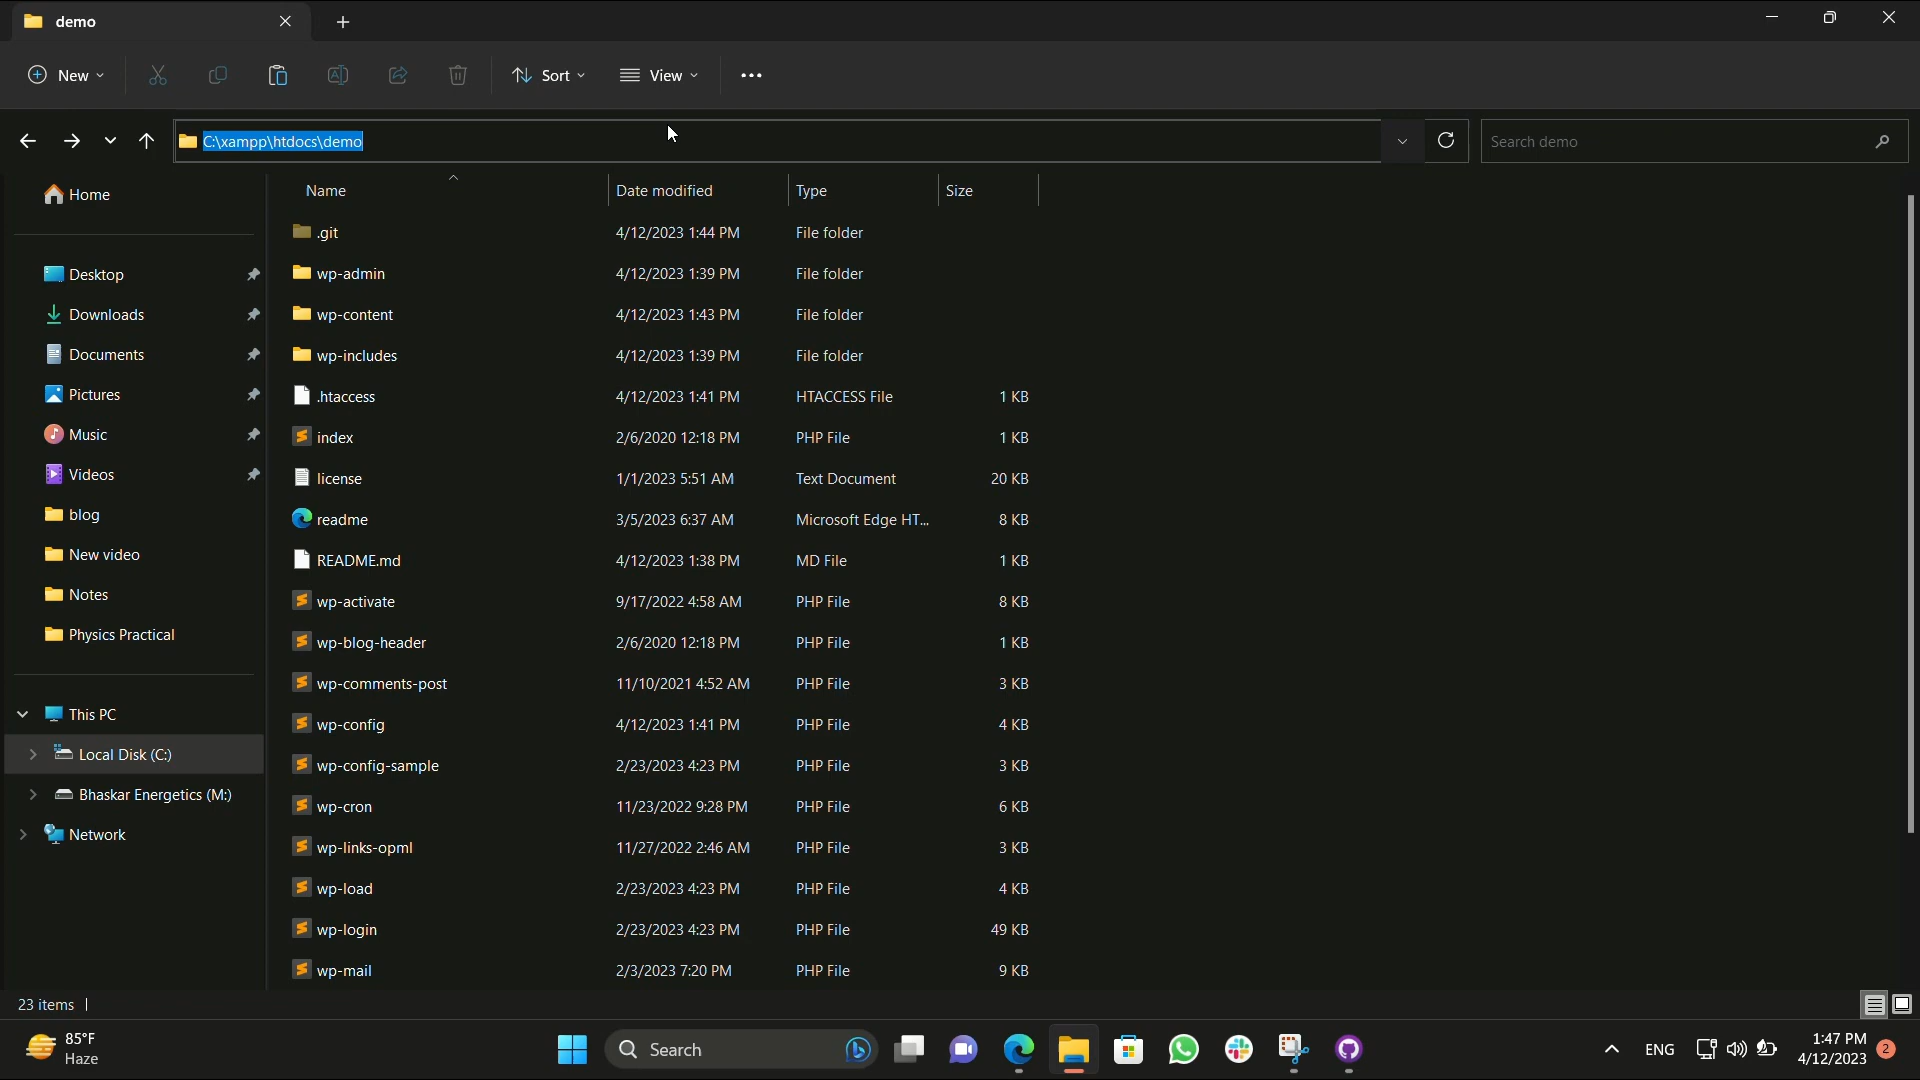 demo
New
Sort
View
C:\xampp\htdocs\demo
Search demo
Home
Desktop
Downloads
Documents
Pictures
Music
Videos
blog
New video
Notes
Physics Practical
This PC
Local Disk (C:)
Bhaskar Energetics (M:)
Network
Name Date modified Type Size
.git 4/12/2023 1:44 PM File folder
wp-admin 4/12/2023 1:39 PM File folder
wp-content 4/12/2023 1:43 PM File folder
wp-includes 4/12/2023 1:39 PM File folder
.htaccess 4/12/2023 1:41 PM HTACCESS File 1 KB
index 2/6/2020 12:18 PM PHP File 1 KB
license 1/1/2023 5:51 AM Text Document 20 KB
readme 3/5/2023 6:37 AM Microsoft Edge HT... 8 KB
README.md 4/12/2023 1:38 PM MD File 1 KB
wp-activate 9/17/2022 4:58 AM PHP File 8 KB
wp-blog-header 2/6/2020 12:18 PM PHP File 1 KB
wp-comments-post 11/10/2021 4:52 AM PHP File 3 KB
wp-config 4/12/2023 1:41 PM PHP File 4 KB
wp-config-sample 2/23/2023 4:23 PM PHP File 3 KB
wp-cron 11/23/2022 9:28 PM PHP File 6 KB
wp-links-opml 11/27/2022 2:46 AM PHP File 3 KB
wp-load 2/23/2023 4:23 PM PHP File 4 KB
wp-login 2/23/2023 4:23 PM PHP File 49 KB
wp-mail 2/3/2023 7:20 PM PHP File 9 KB
23 items
85°F
Haze
Search
ENG
1:47 PM
4/12/2023
2